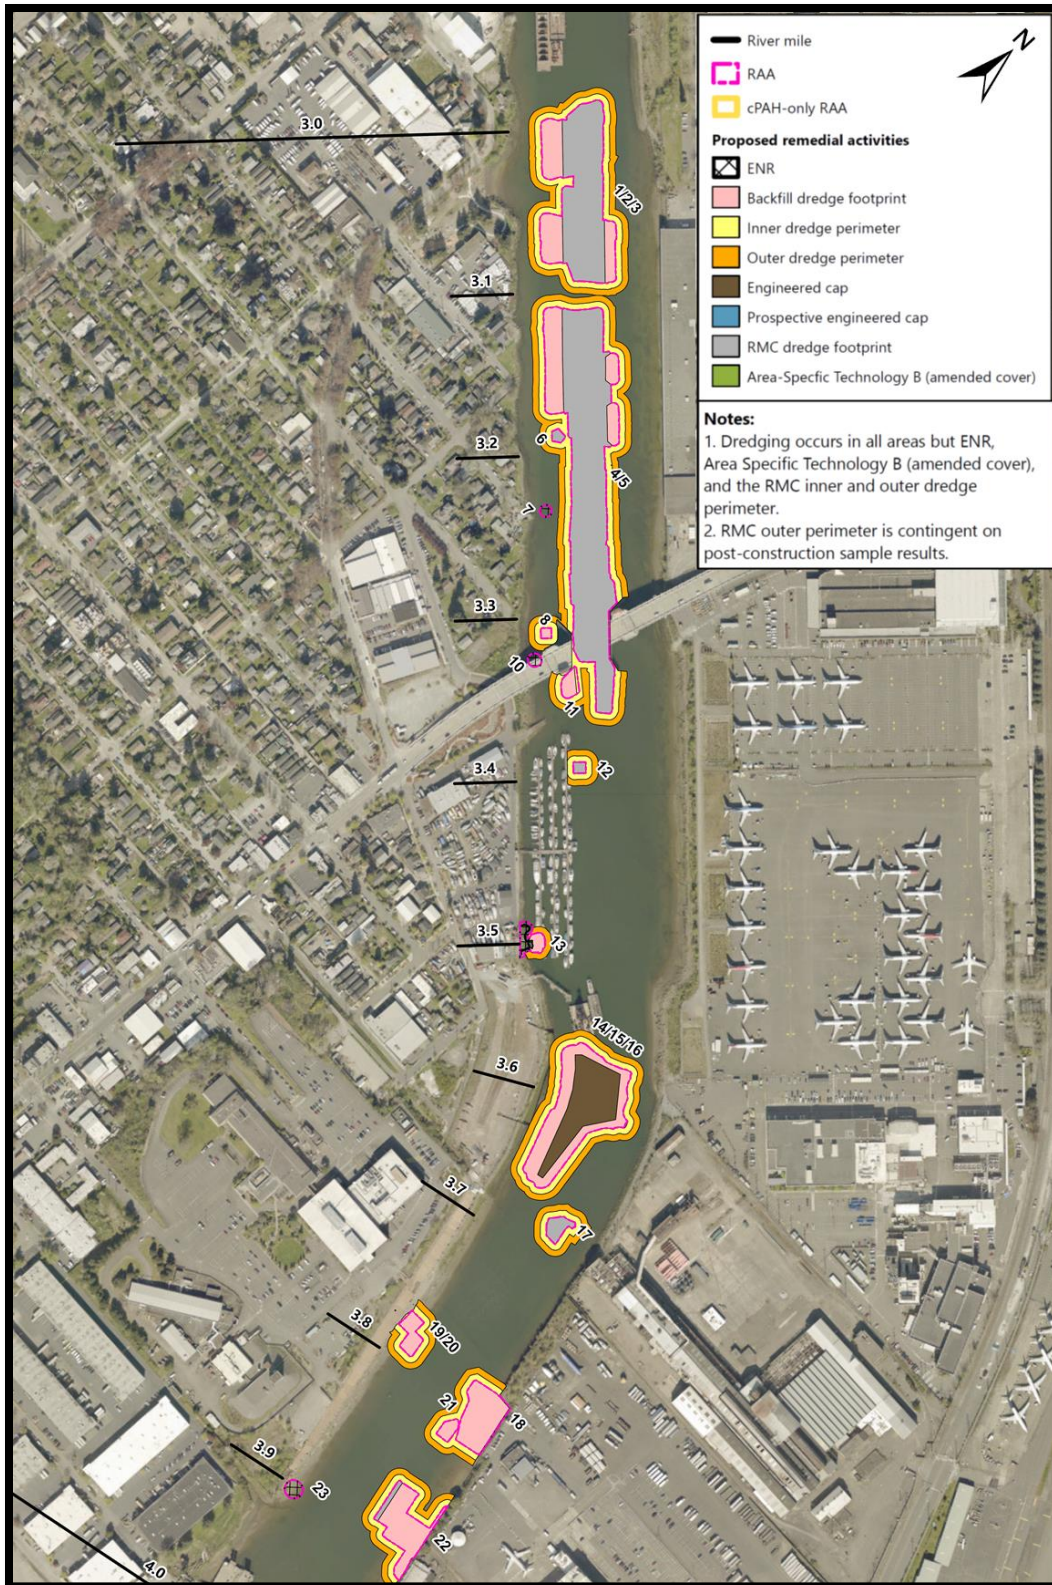 River mile
RAA
cPAH-only RAA
Proposed remedial activities
ENR
Backfill dredge footprint
Inner dredge perimeter
Outer dredge perimeter
Engineered cap
Prospective engineered cap
RMC dredge footprint
Area-Specfic Technology B (amended cover)
N
Notes:
1. Dredging occurs in all areas but ENR,
Area Specific Technology B (amended cover),
and the RMC inner and outer dredge
perimeter.
2. RMC outer perimeter is contingent on
post-construction sample results.
3.0
1/2/3
3.1
3.2
6
4/5
7
3.3
8
10
11
3.4
12
3.5
13
14/15/16
3.6
3.7
17
3.8
19/20
21
18
3.9
23
22
4.0